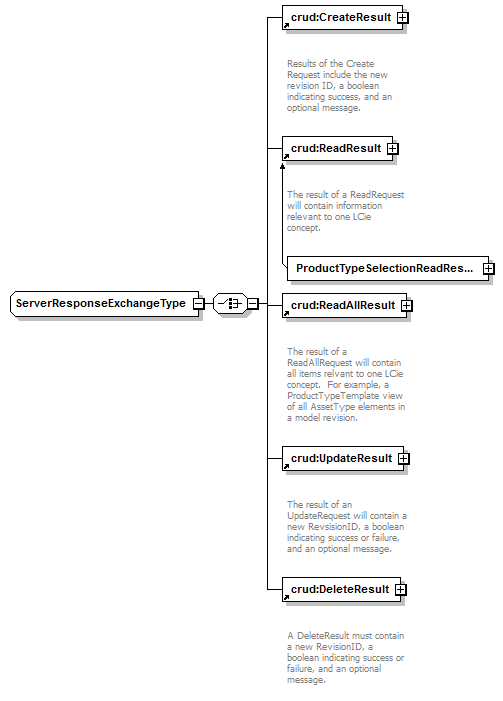 crud:CreateResult
Results of the Create
Request include the new
revision ID, a boolean
indicating success, and an
optional message.
crud:ReadResult
The result of a ReadRequest
will contain information
relevant to one LCie
concept.
ProductTypeSelectionReadRes...
ServerResponseExchangeType
crud:ReadAllResult
The result of a
ReadAllRequest will contain
all items relvant to one LCie
concept.  For example, a
ProductTypeTemplate view
of all AssetType elements in
a model revision.
crud:UpdateResult
The result of an
UpdateRequest will contain a
new RevsisionID, a boolean
indicating success or failure,
and an optional message.
crud:DeleteResult
A DeleteResult must contain
a new RevisionID, a
boolean indicating success or
failure, and an optional
message.